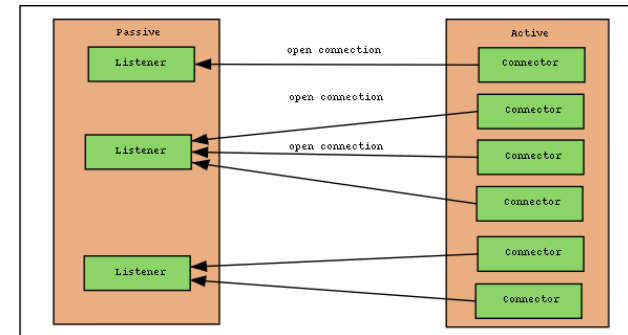 Passive
Active
open connection
Listener
Connector
open connection
Connector
open connection
Listener
Connector
Connector
Connector
Listener
Connector